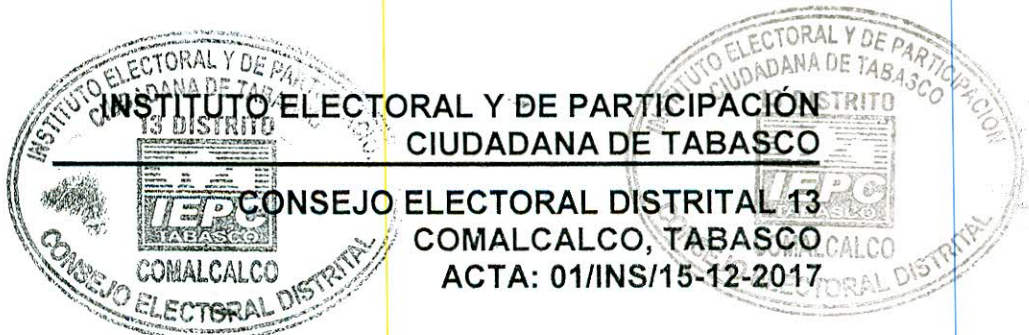 INSTITUTO ELECTORAL Y DE PARTICIPACIÓN
CIUDADANA DE TABASCO
CONSEJO ELECTORAL DISTRITAL 13
COMALCALCO, TABASCO
ACTA: 01/INS/15-12-2017
INSTITUTO ELECTORAL Y DE PARTICIPACIÓN
CIUDADANA DE TABASCO
13 DISTRITO
IEPC
TABASCO
COMALCALCO
CONSEJO ELECTORAL DISTRITAL
INSTITUTO ELECTORAL Y DE PARTICIPACIÓN
CIUDADANA DE TABASCO
DISTRITO
IEPC
TABASCO
COMALCALCO
CONSEJO ELECTORAL DISTRITAL